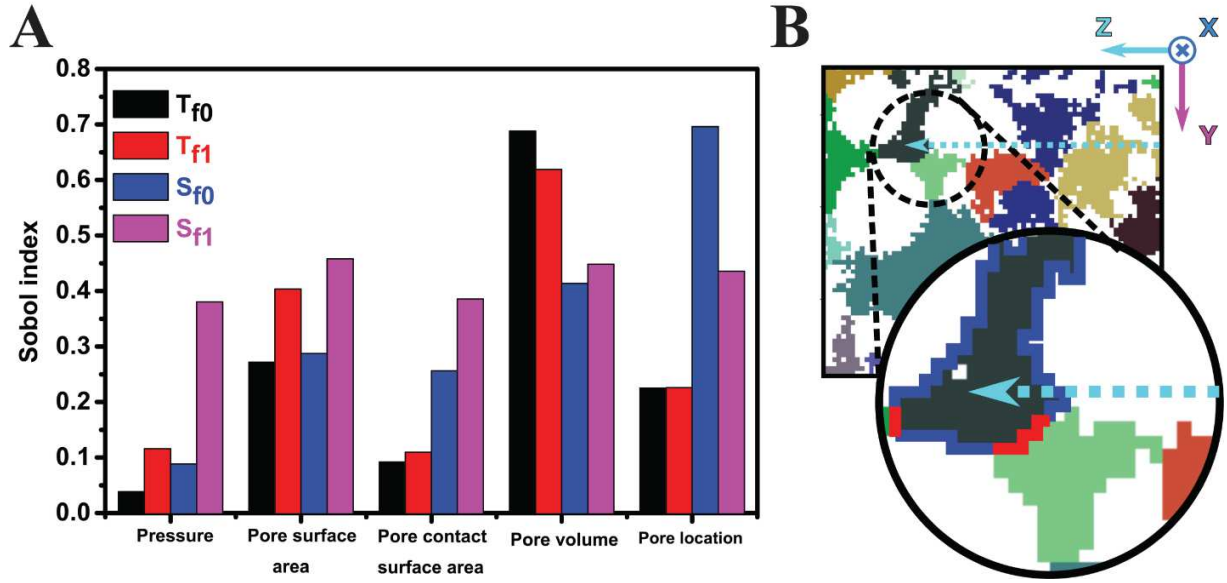 A
0.8
0.7
0.6
0.5
0.4
0.3
0.2
0.1
0.0
Sobol index
Tf0
Tf1
Sf0
Sf1
Pressure
Pore surface
area
Pore contact
surface area
Pore volume
Pore location
B
Z
X
Y